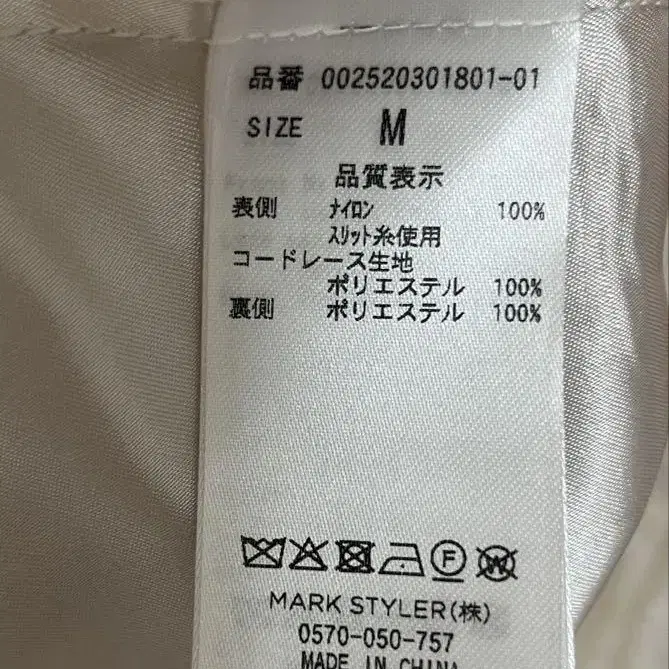 品番 002520301801-01
SIZE M
品質表示
表側 ﾅｲﾛﾝ 100%
ｽﾘｯﾄ糸使用
コードレース生地
ポリエステル 100%
裏側 ポリエステル 100%
F W
MARK STYLER(株)
0570-050-757
MADE IN CHINA